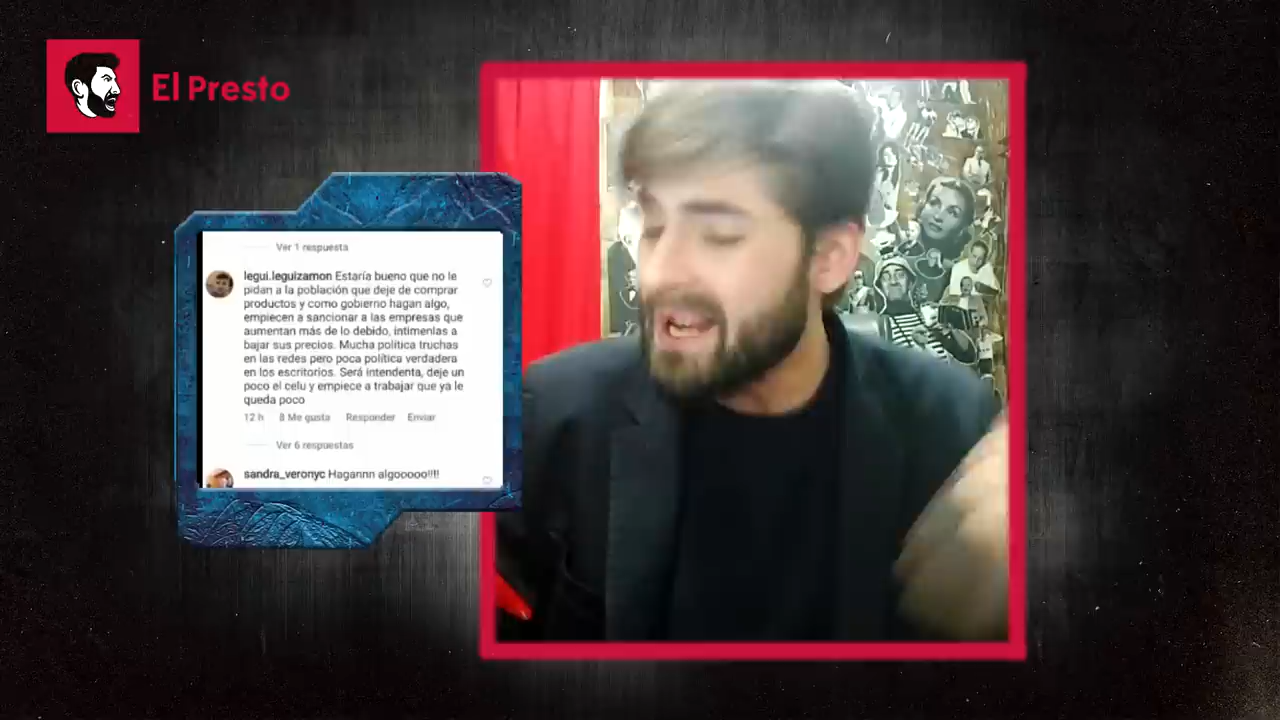 El Presto
Ver 1 respuesta
legui.leguizamon Estaría bueno que no le
pidan a la población que deje de comprar
productos y como gobierno hagan algo,
empiecen a sancionar a las empresas que
aumentan más de lo debido, intimenlas a
bajar sus precios. Mucha política truchas
en las redes pero poca política verdadera
en los escritorios. Será intendenta, deje un
poco el celu y empiece a trabajar que ya le
queda poco
12 h 8 Me gusta Responder Enviar
Ver 6 respuestas
sandra_veronyc Hagannn algooooo!!!!